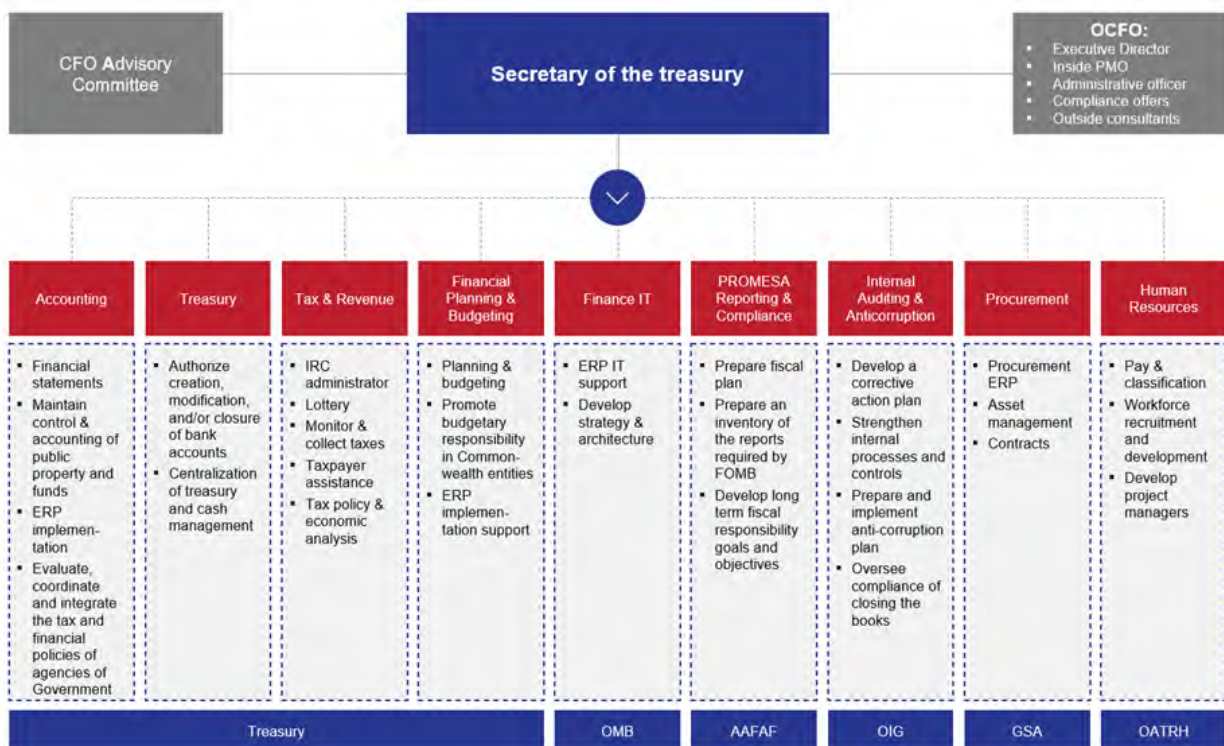 CFO Advisory
Committee
Secretary of the treasury
OCFO:
▪ Executive Director
▪ Inside PMO
▪ Administrative officer
▪ Compliance offers
▪ Outside consultants
Accounting
Treasury
Tax & Revenue
Financial
Planning &
Budgeting
Finance IT
PROMESA
Reporting &
Compliance
Internal
Auditing &
Anticorruption
Procurement
Human
Resources
▪ Financial
statements
▪ Maintain
control &
accounting of
public
property and
funds
▪ ERP
implemen-
tation
▪ Evaluate,
coordinate
and integrate
the tax and
financial
policies of
agencies of
Government
▪ Authorize
creation,
modification,
and/or closure
of bank
accounts
▪ Centralization
of treasury
and cash
management
▪ IRC
administrator
▪ Lottery
▪ Monitor &
collect taxes
▪ Taxpayer
assistance
▪ Tax policy &
economic
analysis
▪ Planning &
budgeting
▪ Promote
budgetary
responsibility
in Common-
wealth entities
▪ ERP
implemen-
tation support
▪ ERP IT
support
▪ Develop
strategy &
architecture
▪ Prepare fiscal
plan
▪ Prepare an
inventory of
the reports
required by
FOMB
▪ Develop long
term fiscal
responsibility
goals and
objectives
▪ Develop a
corrective
action plan
▪ Strengthen
internal
processes and
controls
▪ Prepare and
implement
anti-corruption
plan
▪ Oversee
compliance of
closing the
books
▪ Procurement
ERP
▪ Asset
management
▪ Contracts
▪ Pay &
classification
▪ Workforce
recruitment
and
development
▪ Develop
project
managers
Treasury
OMB
AAFAF
OIG
GSA
OATRH